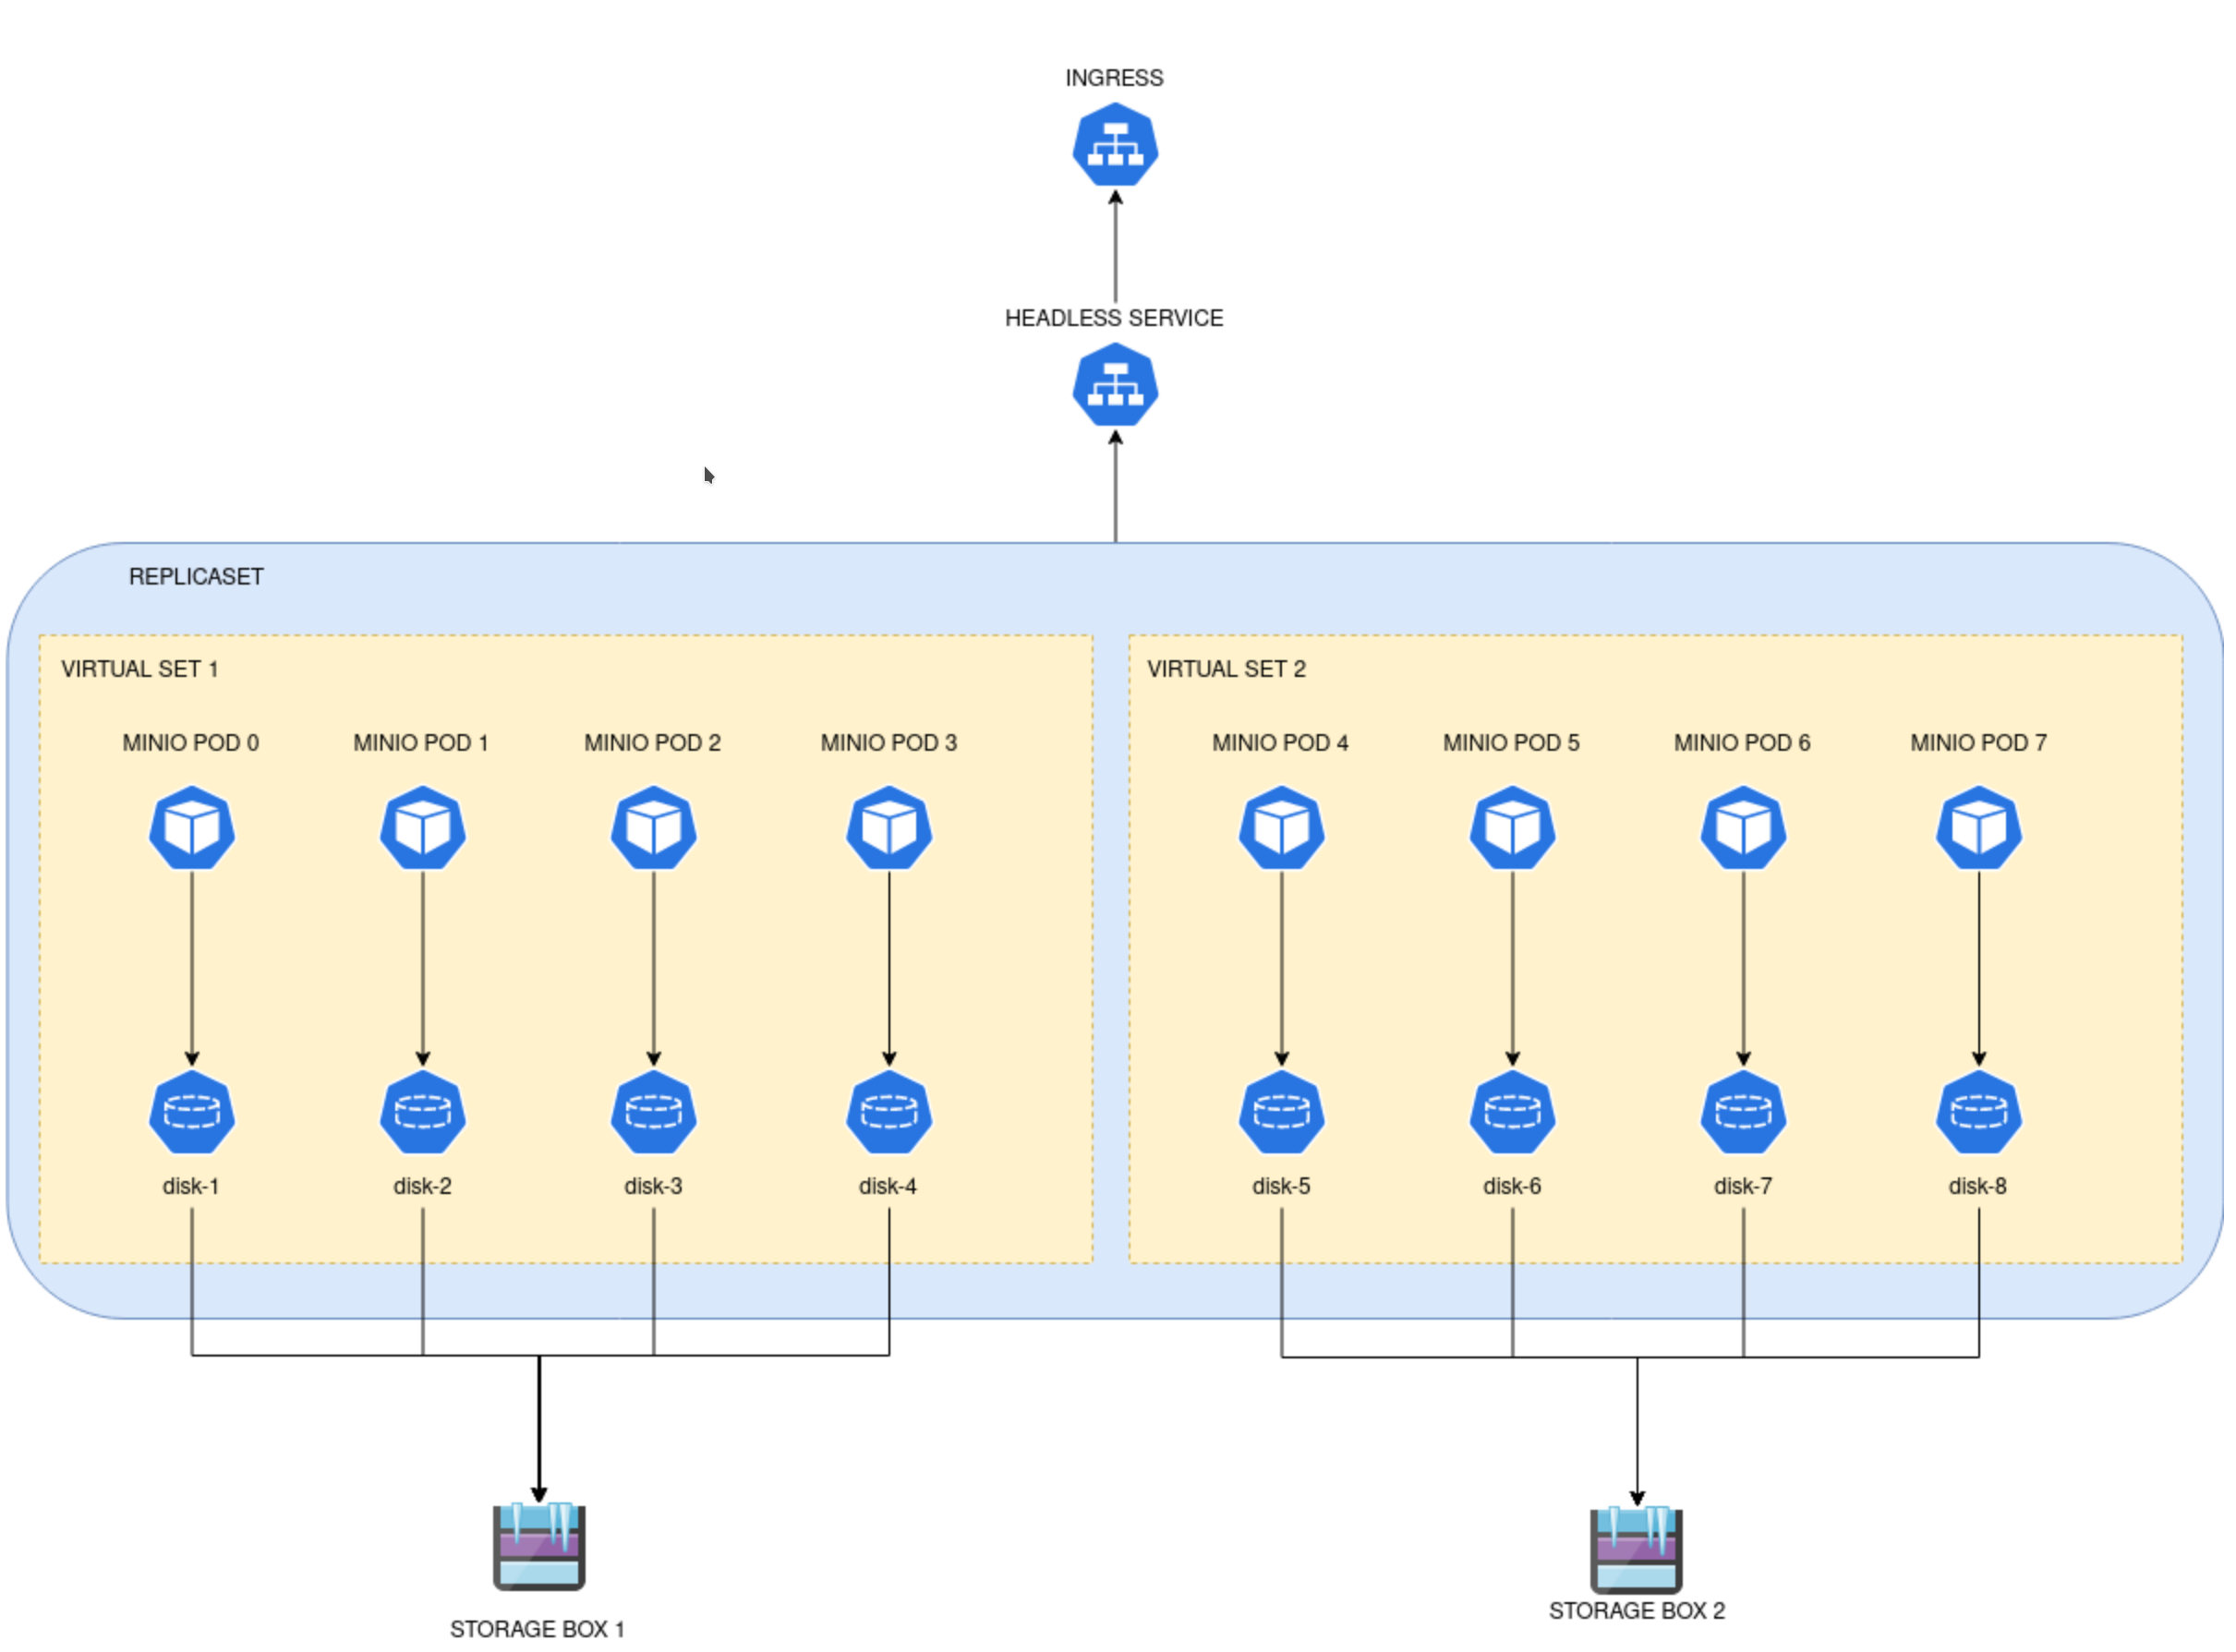 INGRESS
HEADLESS SERVICE
REPLICASET
VIRTUAL SET 1
VIRTUAL SET 2
MINIO POD 0
MINIO POD 1
MINIO POD 2
MINIO POD 3
MINIO POD 4
MINIO POD 5
MINIO POD 6
MINIO POD 7
disk-1
disk-2
disk-3
disk-4
disk-5
disk-6
disk-7
disk-8
STORAGE BOX 1
STORAGE BOX 2